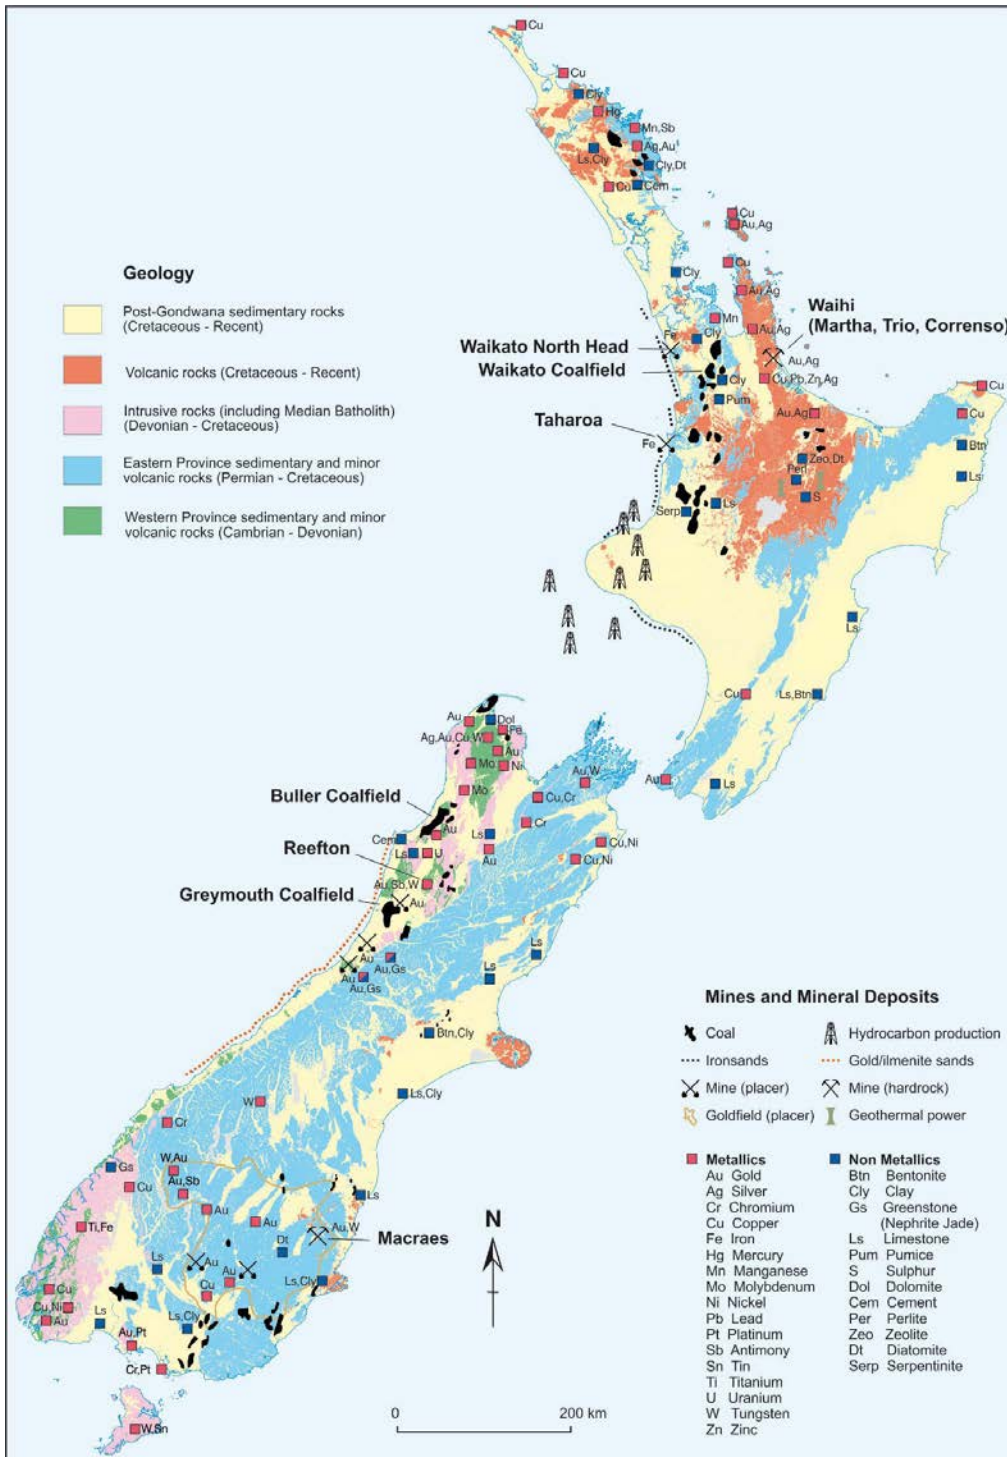 Cu
Cu
Cly
Hg
Mn,Sb
Ag,Au
Ls,Cly
Cly,Dt
Cu
Cem
Cu
Au,Ag
Cu
Cly
Au,Ag
Mn
Fe
Cly
Au,Ag
Waihi
(Martha, Trio, Correnso)
Waikato North Head
Waikato Coalfield
Au,Ag
Cly
Cu,Pb,Zn,Ag
Pum
Cu
Au,Ag
Cu
Taharoa
Fe
Btn
Zeo,Dt
Perl
Ls
S
Serp
Ls
Ls
Cu
Ls,Btn
Au
Ls
Geology
Post-Gondwana sedimentary rocks
(Cretaceous - Recent)
Volcanic rocks (Cretaceous - Recent)
Intrusive rocks (including Median Batholith)
(Devonian - Cretaceous)
Eastern Province sedimentary and minor
volcanic rocks (Permian - Cretaceous)
Western Province sedimentary and minor
volcanic rocks (Cambrian - Devonian)
Au
Dol
Fe
Ag,Au,Cu,W
Au
Mo
Ni
Mo
Au,W
Cu,Cr
Buller Coalfield
Au
Cr
Cem
Ls
Ls
U
Au
Cu,Ni
Cu,Ni
Reefton
Au,Sb,W
Greymouth Coalfield
Au
Au
Au,Gs
Au
Au,Gs
Ls
Ls
Btn,Cly
Ls,Cly
W
Cr
W,Au
Gs
Au,Sb
Cu
Ls
Au
Au
Au,W
Macraes
Ti,Fe
Dt
Ls
Au
Au
Cu
Ls,Cly
Cu
Cu,Ni
Au
Ls
Ls,Cly
Au,Pt
Cr,Pt
W,Sn
N
0
200 km
Mines and Mineral Deposits
Coal
Hydrocarbon production
Ironsands
Gold/ilmenite sands
Mine (placer)
Mine (hardrock)
Goldfield (placer)
Geothermal power
Metallics
Au Gold
Ag Silver
Cr Chromium
Cu Copper
Fe Iron
Hg Mercury
Mn Manganese
Mo Molybdenum
Ni Nickel
Pb Lead
Pt Platinum
Sb Antimony
Sn Tin
Ti Titanium
U Uranium
W Tungsten
Zn Zinc
Non Metallics
Btn Bentonite
Cly Clay
Gs Greenstone
(Nephrite Jade)
Ls Limestone
Pum Pumice
S Sulphur
Dol Dolomite
Cem Cement
Per Perlite
Zeo Zeolite
Dt Diatomite
Serp Serpentinite